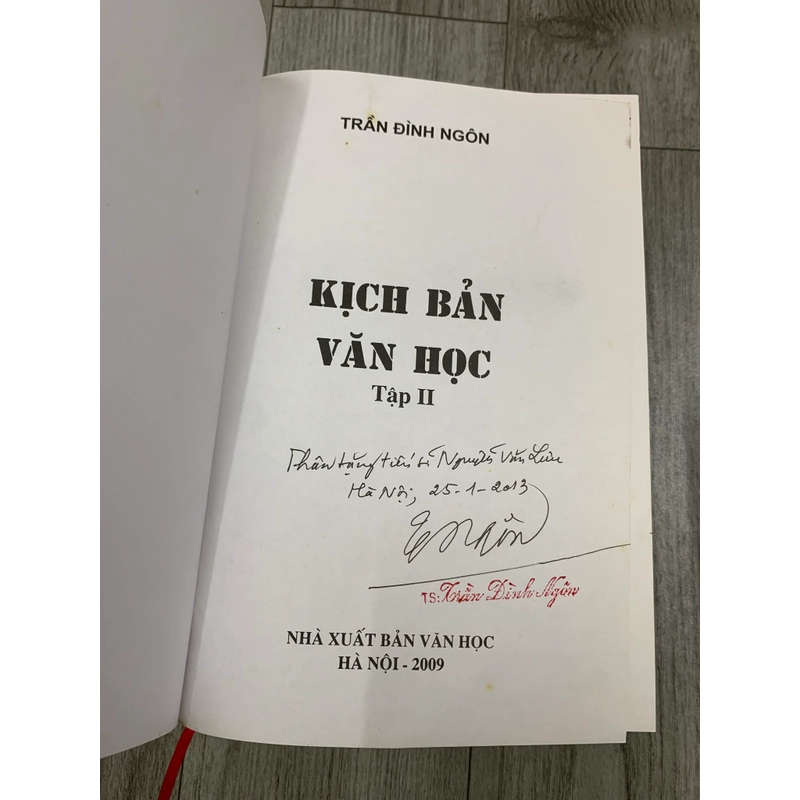 TRẦN ĐÌNH NGÔN
KỊCH BẢN
VĂN HỌC
Tập II
Thân tặng tiến sĩ Nguyễn Văn Lưu
Hà Nội, 25-1-2013
TS: Trần Đình Ngôn
NHÀ XUẤT BẢN VĂN HỌC
HÀ NỘI - 2009